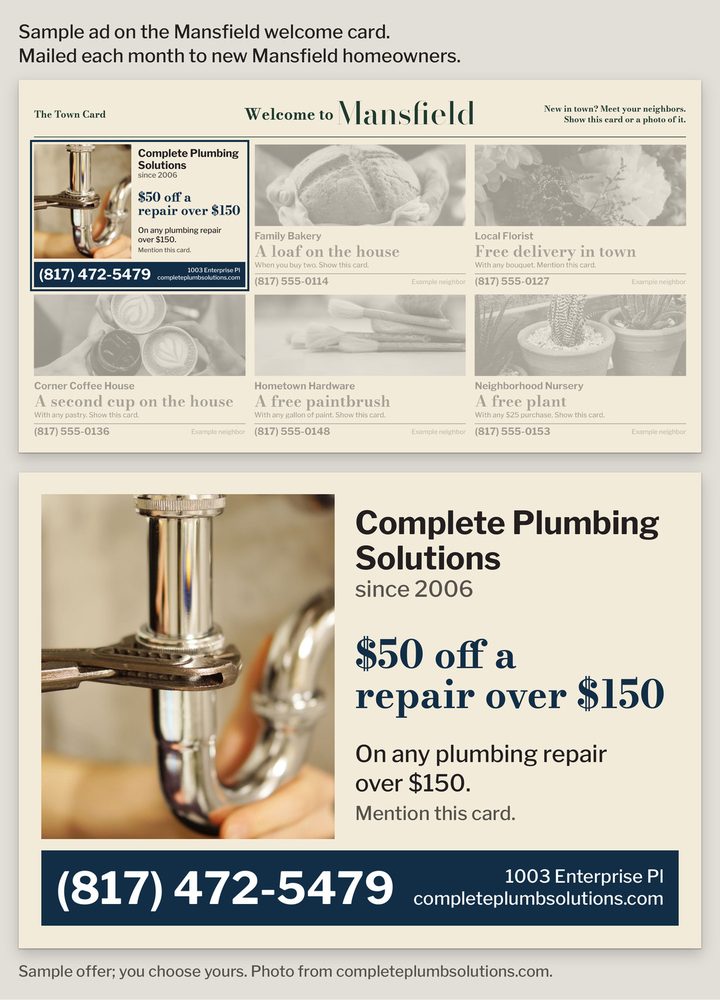 Sample ad on the Mansfield welcome card.
Mailed each month to new Mansfield homeowners.
The Town Card
Welcome to Mansfield
New in town? Meet your neighbors.
Show this card or a photo of it.
Complete Plumbing
Solutions
since 2006
$50 off a
repair over $150
On any plumbing repair
over $150.
Mention this card.
(817) 472-5479
1003 Enterprise Pl
completeplumbsolutions.com
Family Bakery
A loaf on the house
When you buy two. Show this card.
(817) 555-0114
Example neighbor
Local Florist
Free delivery in town
With any bouquet. Mention this card.
(817) 555-0127
Example neighbor
Corner Coffee House
A second cup on the house
With any pastry. Show this card.
(817) 555-0136
Example neighbor
Hometown Hardware
A free paintbrush
With any gallon of paint. Show this card.
(817) 555-0148
Example neighbor
Neighborhood Nursery
A free plant
With any $25 purchase. Show this card.
(817) 555-0153
Example neighbor
Complete Plumbing
Solutions
since 2006
$50 off a
repair over $150
On any plumbing repair
over $150.
Mention this card.
(817) 472-5479
1003 Enterprise Pl
completeplumbsolutions.com
Sample offer; you choose yours. Photo from completeplumbsolutions.com.